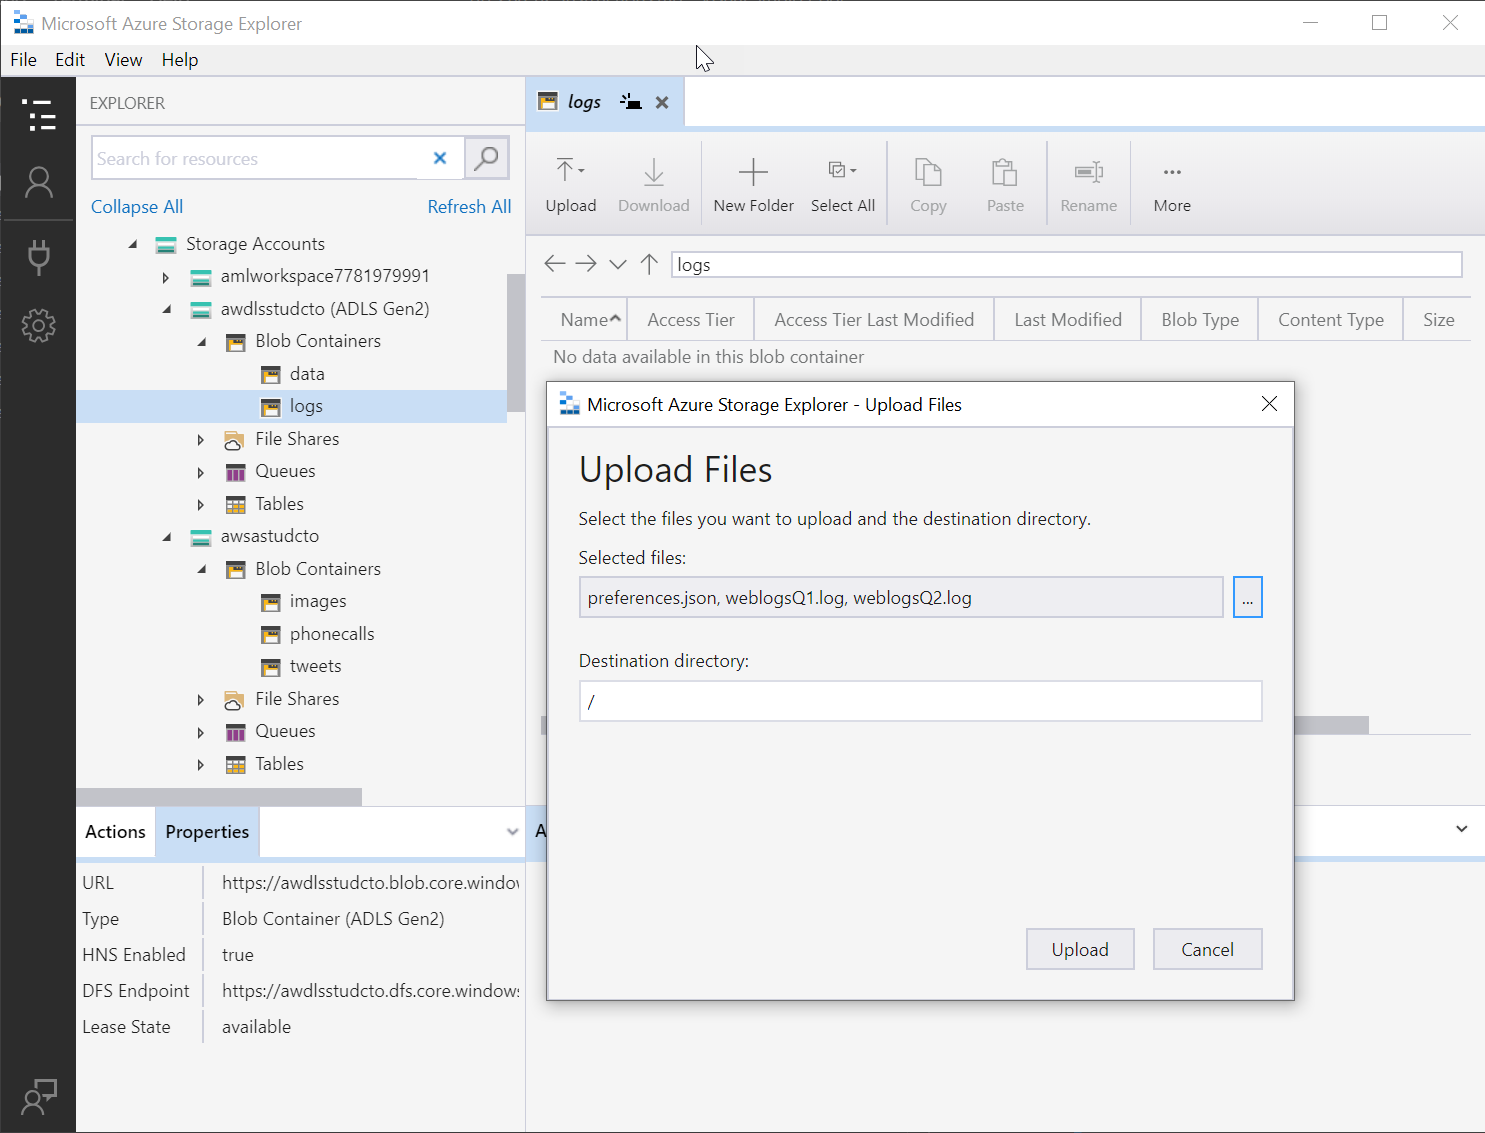 Microsoft Azure Storage Explorer
File Edit View Help
EXPLORER
Search for resources
Collapse All Refresh All
Storage Accounts
amlworkspace7781979991
awdlsstudcto (ADLS Gen2)
Blob Containers
data
logs
File Shares
Queues
Tables
awsastudcto
Blob Containers
images
phonecalls
tweets
File Shares
Queues
Tables
Actions Properties
URL https://awdlsstudcto.blob.core.windov
Type Blob Container (ADLS Gen2)
HNS Enabled true
DFS Endpoint https://awdlsstudcto.dfs.core.windows
Lease State available
logs
Upload Download New Folder Select All Copy Paste Rename More
logs
Name Access Tier Access Tier Last Modified Last Modified Blob Type Content Type Size
No data available in this blob container
A
Microsoft Azure Storage Explorer - Upload Files
Upload Files
Select the files you want to upload and the destination directory.
Selected files:
preferences.json, weblogsQ1.log, weblogsQ2.log ...
Destination directory:
/
Upload Cancel